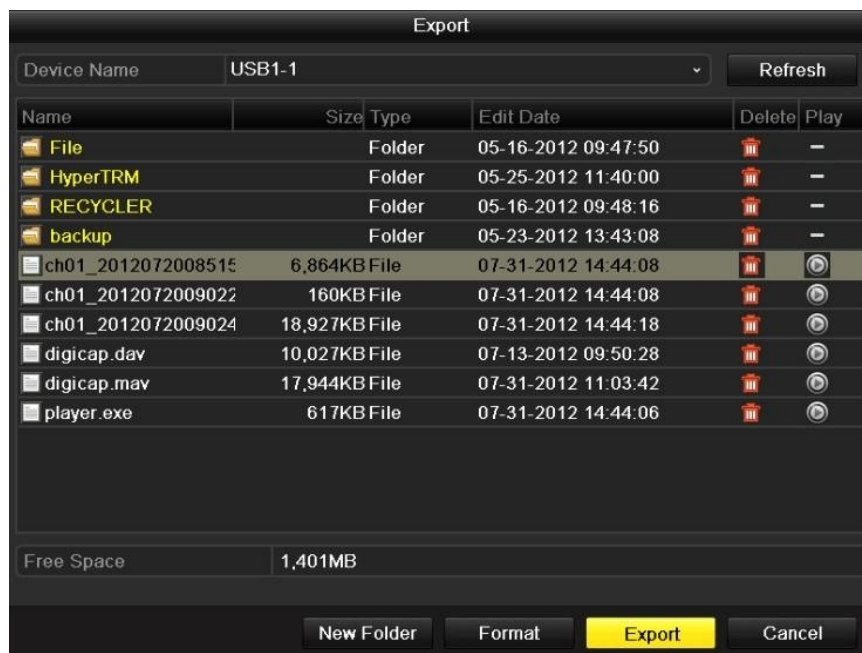 Export
Device Name USB1-1 Refresh
Name Size Type Edit Date Delete Play
File Folder 05-16-2012 09:47:50
HyperTRM Folder 05-25-2012 11:40:00
RECYCLER Folder 05-16-2012 09:48:16
backup Folder 05-23-2012 13:43:08
ch01_2012072008515 6,864KB File 07-31-2012 14:44:08
ch01_2012072009022 160KB File 07-31-2012 14:44:08
ch01_2012072009024 18,927KB File 07-31-2012 14:44:18
digicap.dav 10,027KB File 07-13-2012 09:50:28
digicap.mav 17,944KB File 07-31-2012 11:03:42
player.exe 617KB File 07-31-2012 14:44:06
Free Space 1,401MB
New Folder Format Export Cancel